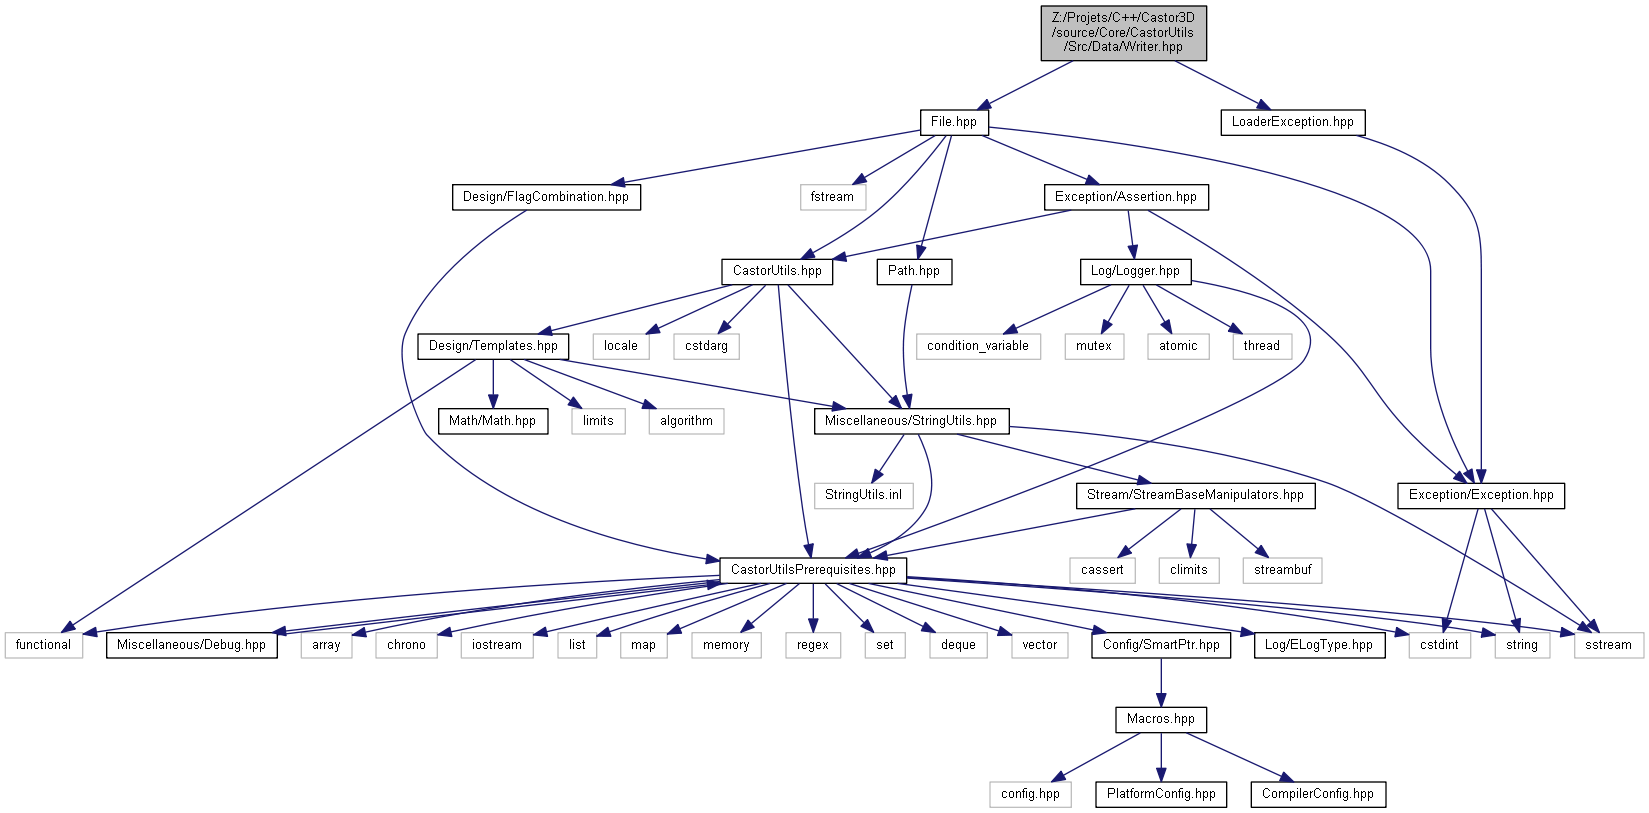 Z:/Projets/C++/Castor3D
/source/Core/CastorUtils
/Src/Data/Writer.hpp
File.hpp
LoaderException.hpp
Design/FlagCombination.hpp
fstream
Exception/Assertion.hpp
CastorUtils.hpp
Path.hpp
Log/Logger.hpp
Design/Templates.hpp
locale
cstdarg
condition_variable
mutex
atomic
thread
Math/Math.hpp
limits
algorithm
Miscellaneous/StringUtils.hpp
StringUtils.inl
Stream/StreamBaseManipulators.hpp
Exception/Exception.hpp
CastorUtilsPrerequisites.hpp
cassert
climits
streambuf
functional
Miscellaneous/Debug.hpp
array
chrono
iostream
list
map
memory
regex
set
deque
vector
Config/SmartPtr.hpp
Log/ELogType.hpp
cstdint
string
sstream
Macros.hpp
config.hpp
PlatformConfig.hpp
CompilerConfig.hpp